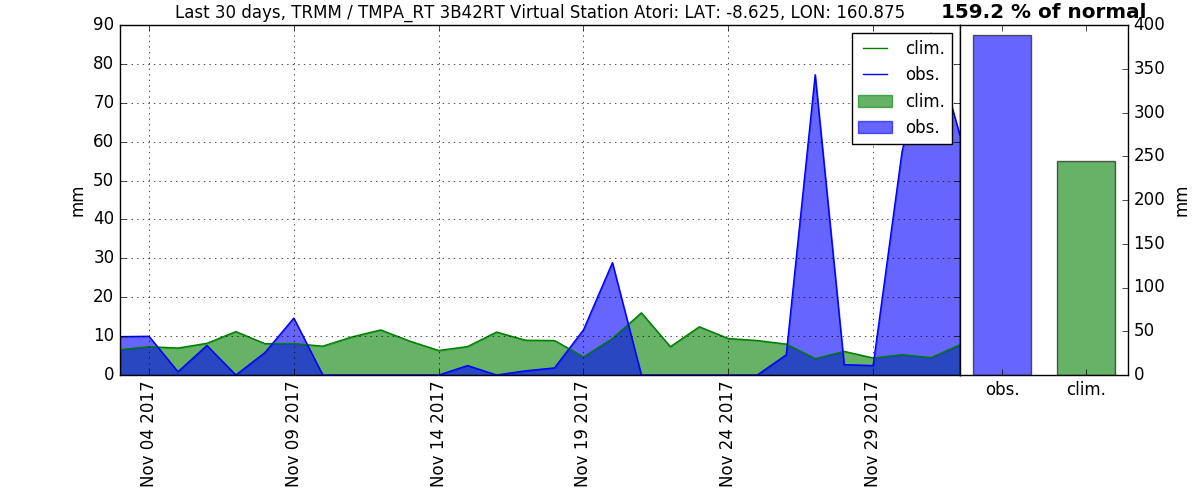 Last 30 days, TRMM / TMPA_RT 3B42RT Virtual Station Atori: LAT: -8.625, LON: 160.875
159.2 % of normal
90
80
70
60
50
40
30
20
10
0
mm
clim.
obs.
clim.
obs.
Nov 04 2017
Nov 09 2017
Nov 14 2017
Nov 19 2017
Nov 24 2017
Nov 29 2017
400
350
300
250
200
150
100
50
0
mm
obs.
clim.